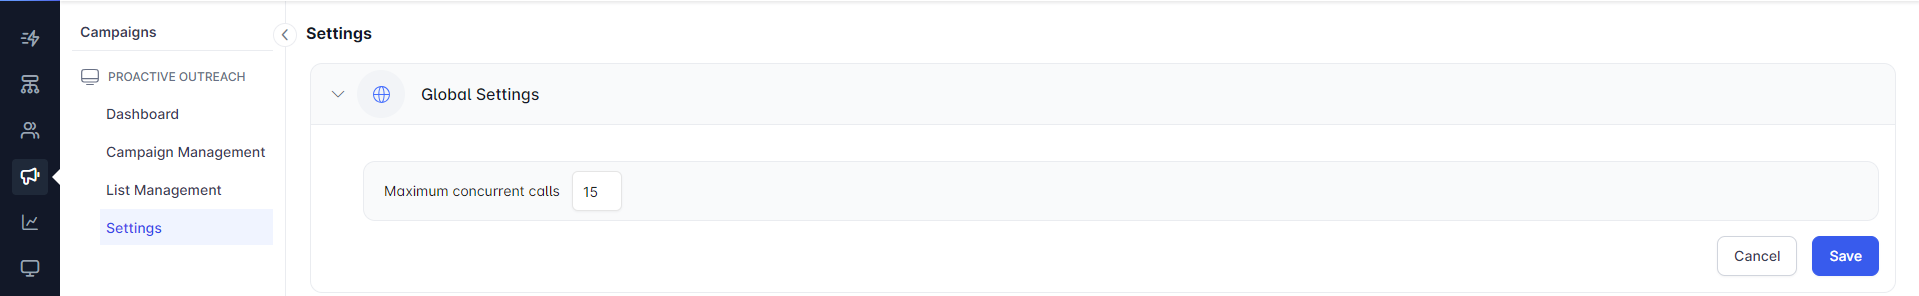 Campaigns
PROACTIVE OUTREACH
Dashboard
Campaign Management
List Management
Settings
Settings
Global Settings
Maximum concurrent calls 15
Cancel Save